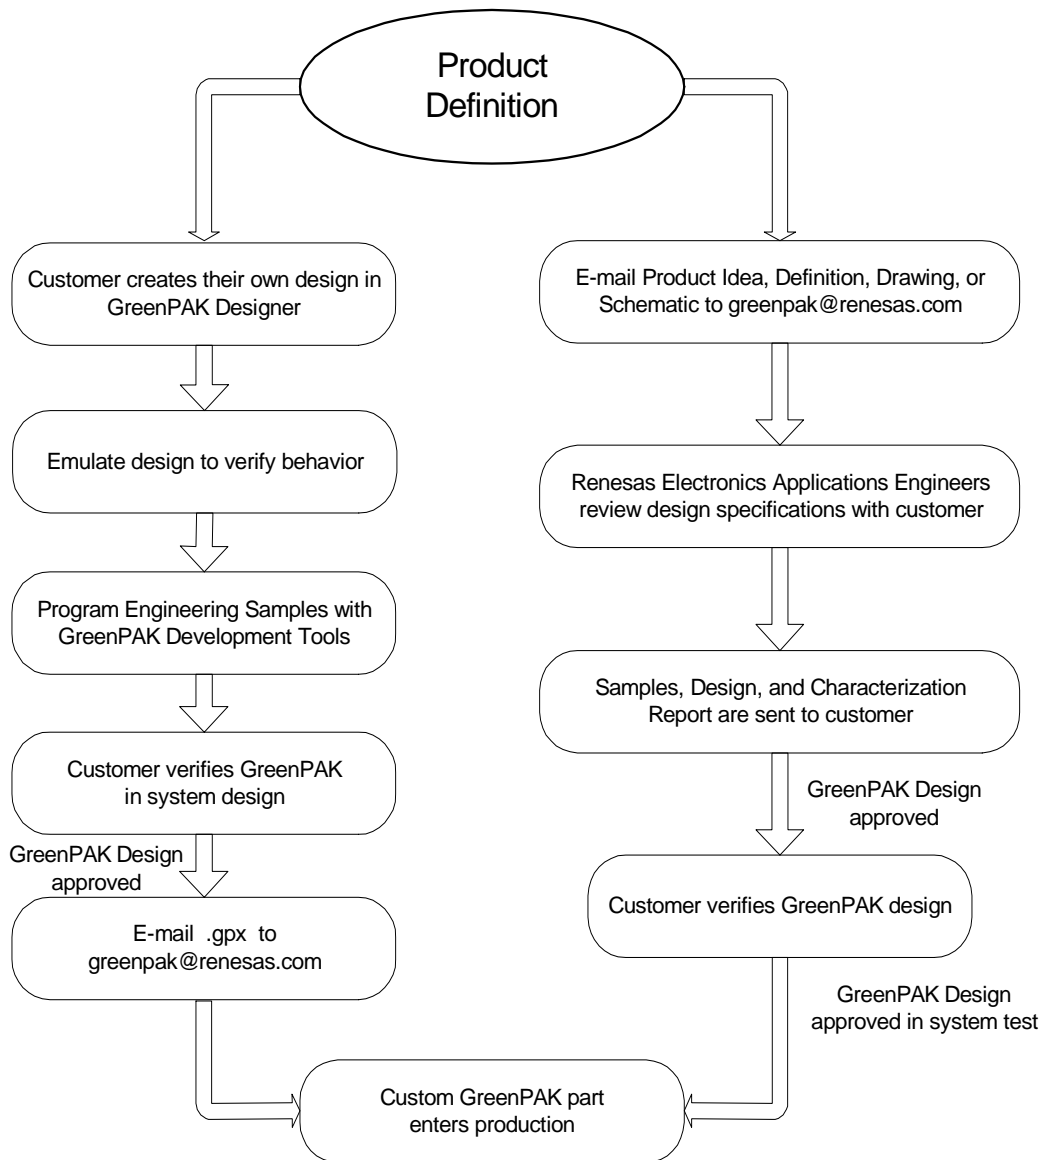 Product
Definition
Customer creates their own design in
GreenPAK Designer
Emulate design to verify behavior
Program Engineering Samples with
GreenPAK Development Tools
Customer verifies GreenPAK
in system design
GreenPAK Design
approved
E-mail .gpx to
greenpak@renesas.com
E-mail Product Idea, Definition, Drawing, or
Schematic to greenpak@renesas.com
Renesas Electronics Applications Engineers
review design specifications with customer
Samples, Design, and Characterization
Report are sent to customer
GreenPAK Design
approved
Customer verifies GreenPAK design
GreenPAK Design
approved in system test
Custom GreenPAK part
enters production